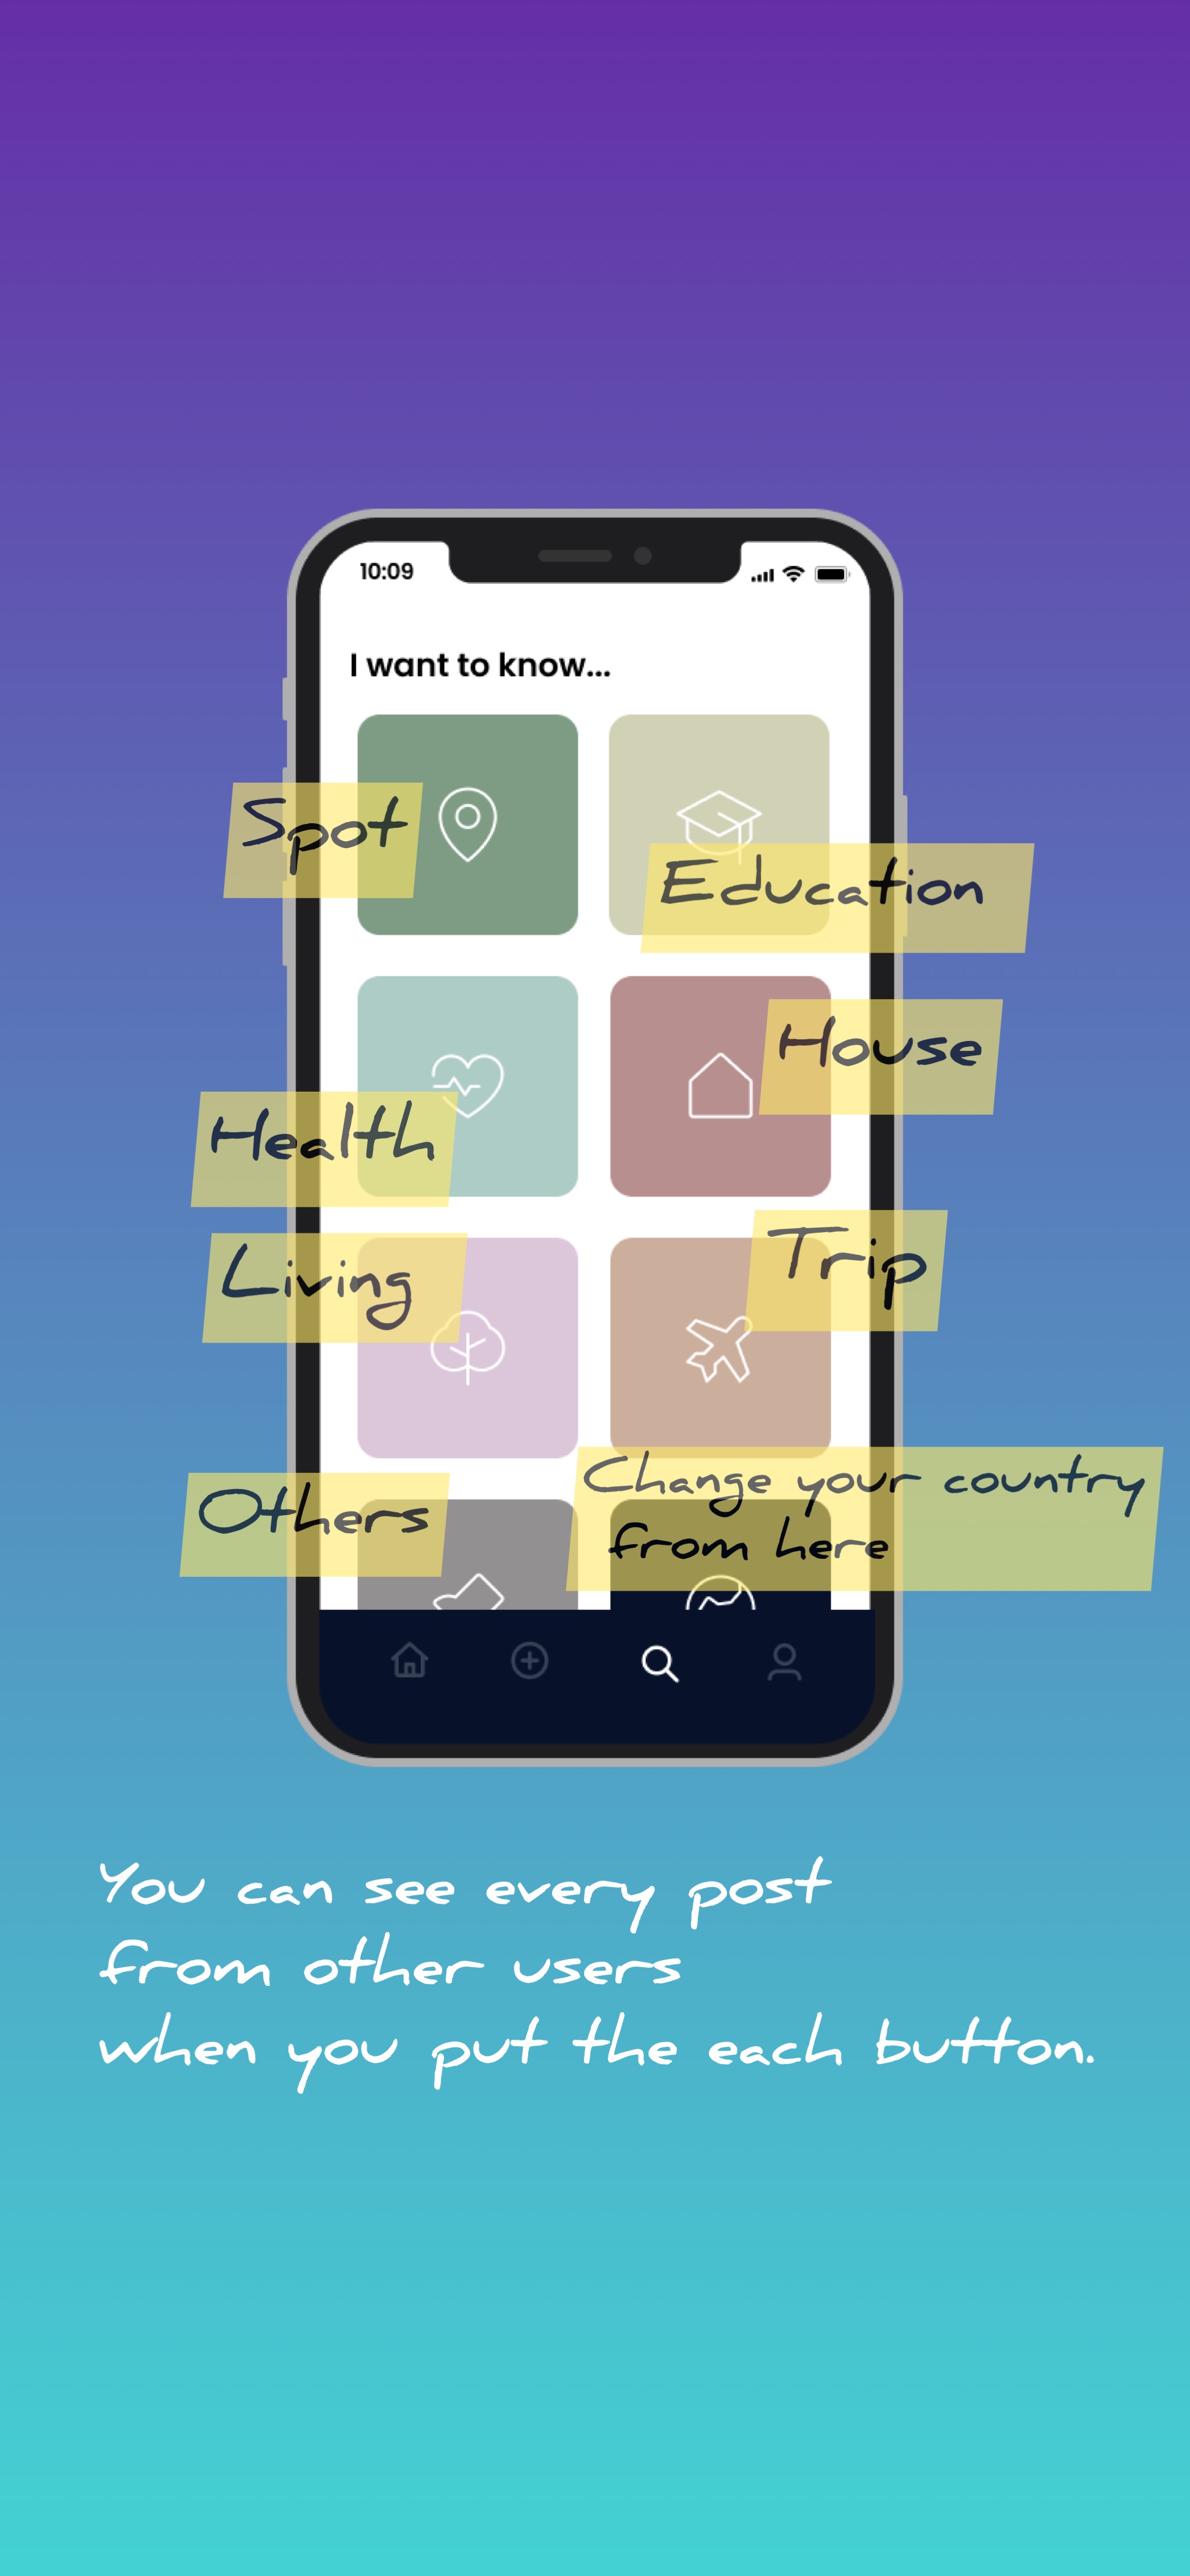 10:09
I want to know...
Spot
Education
House
Health
Living
Trip
Others
Change your country
from here
You can see every post
from other users
when you put the each button.